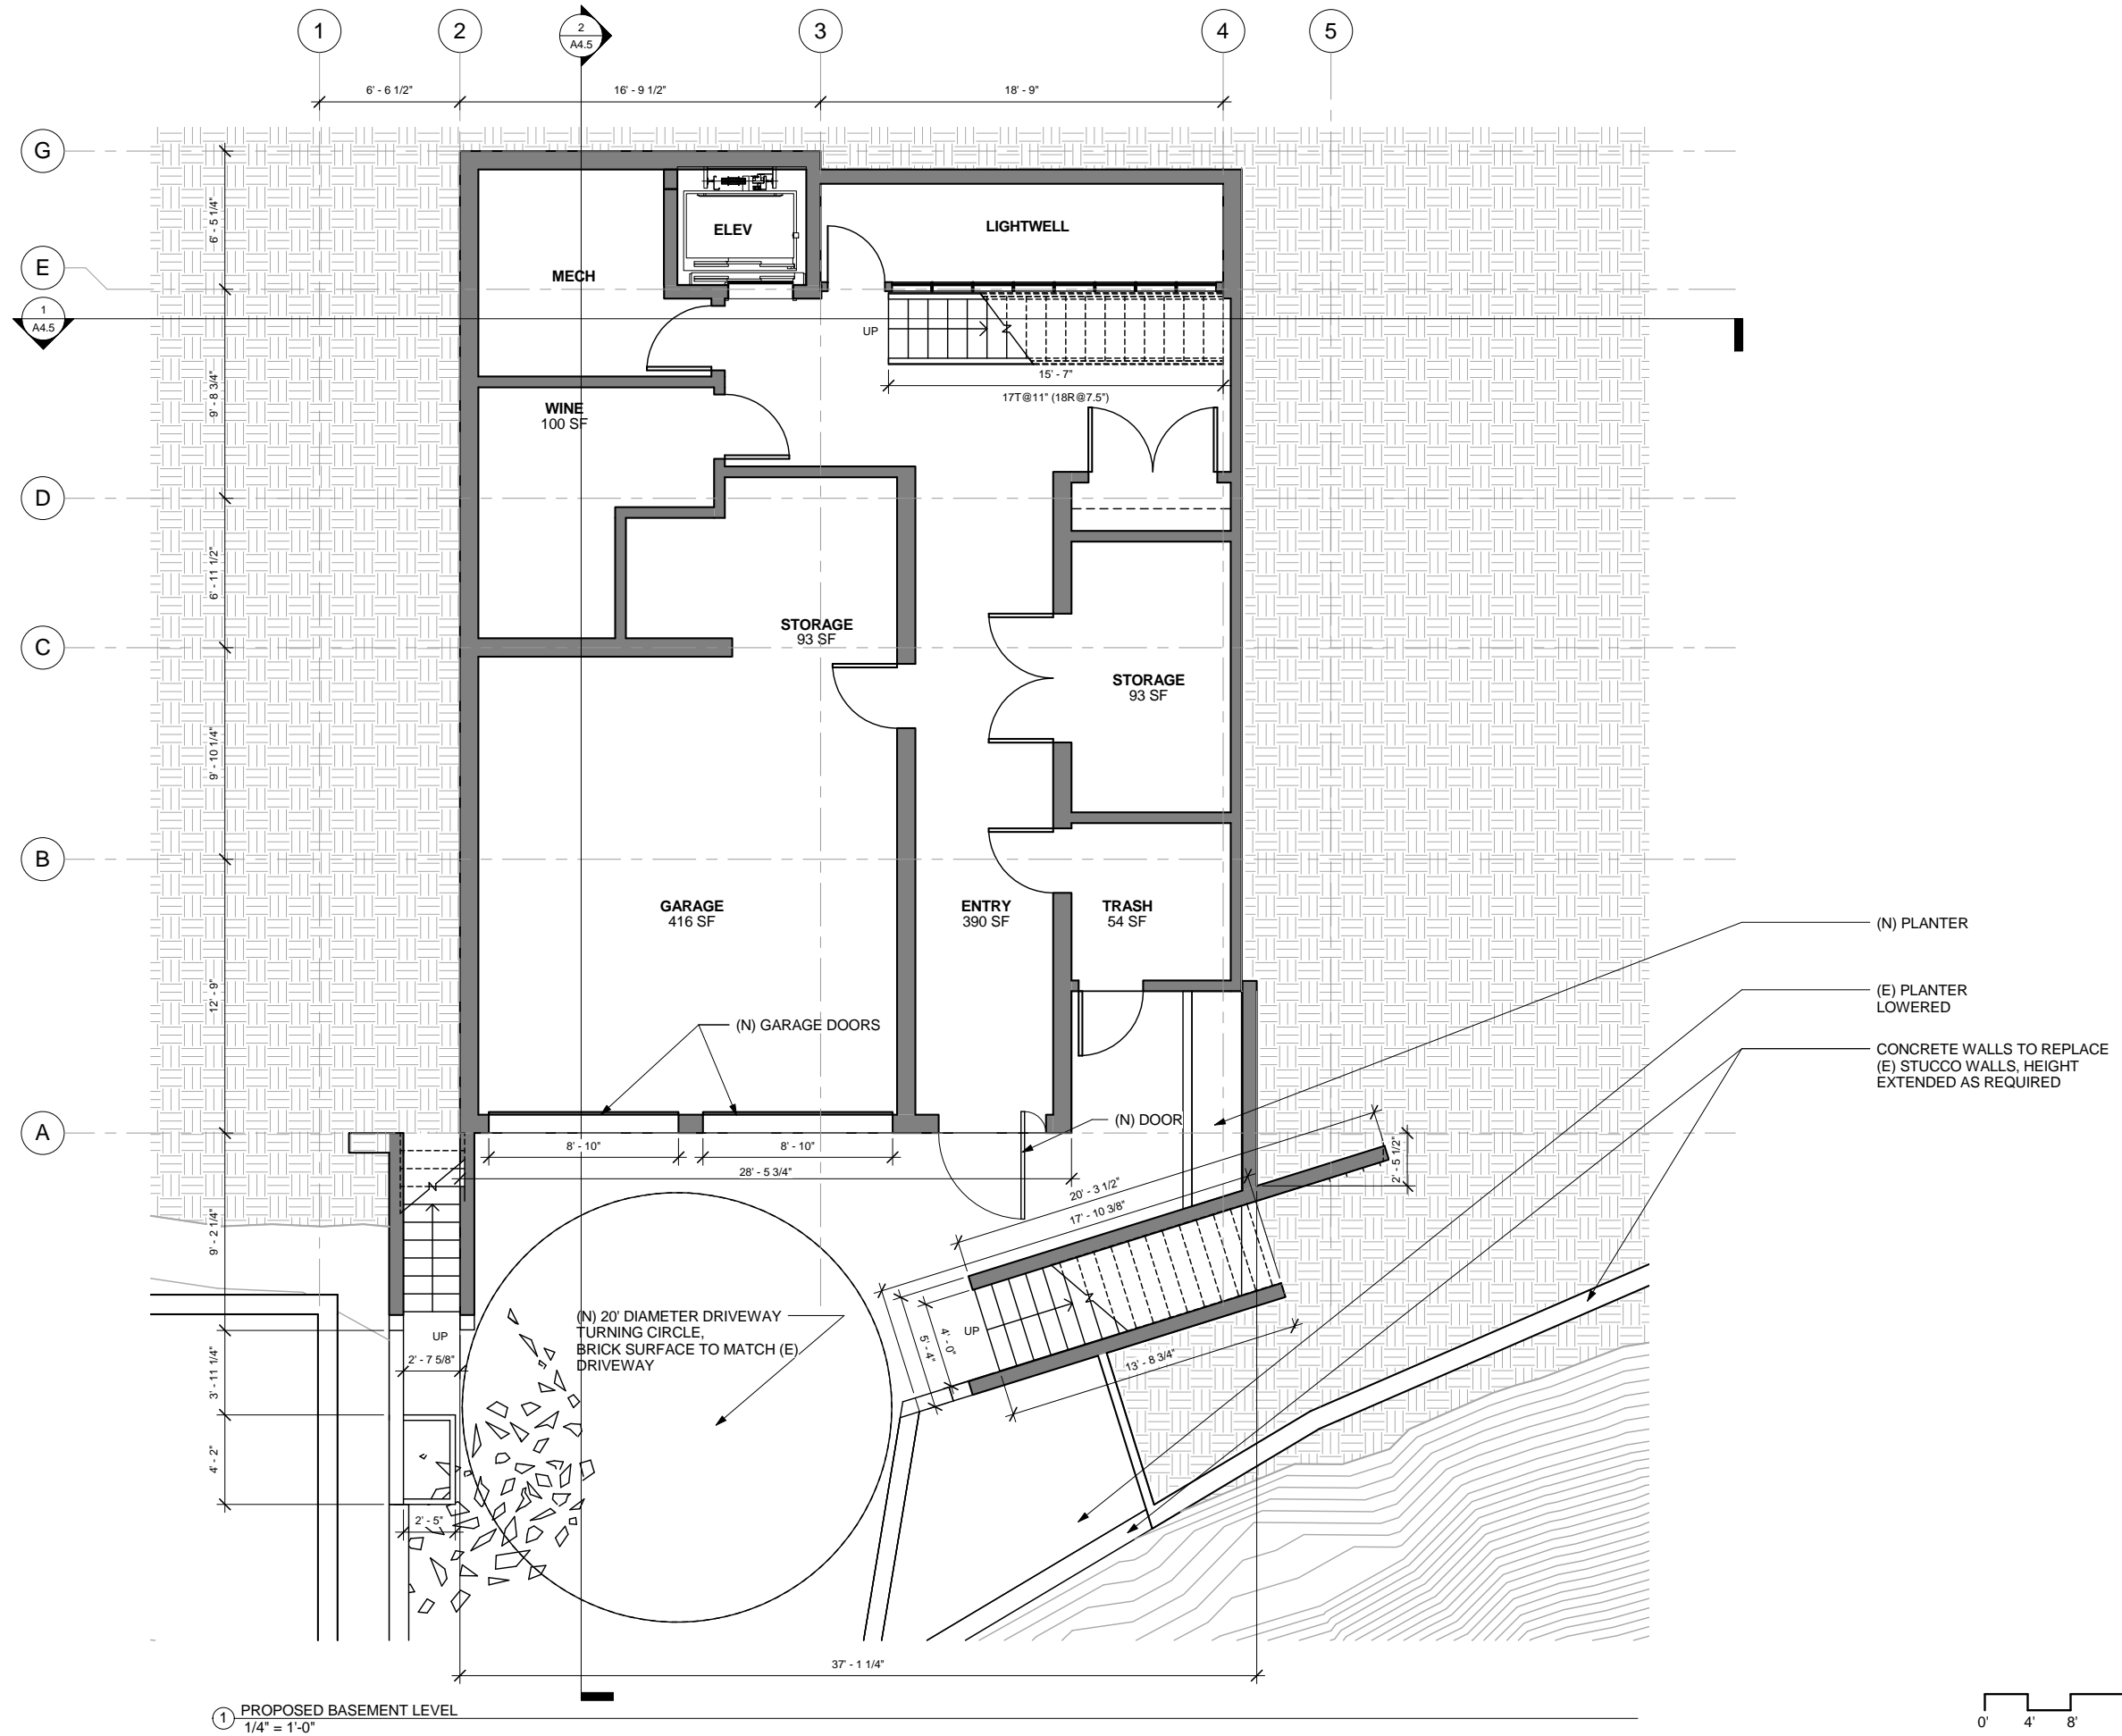 1
2
2
A4.5
3
4
5
6' - 6 1/2"
16' - 9 1/2"
18' - 9"
G
6' - 5 1/4"
ELEV
LIGHTWELL
E
MECH
1
A4.5
UP
15' - 7"
17T@11" (18R@7.5")
9' - 8 3/4"
WINE
100 SF
D
6' - 11 1/2"
STORAGE
93 SF
C
STORAGE
93 SF
9' - 10 1/4"
B
GARAGE
416 SF
ENTRY
390 SF
TRASH
54 SF
(N) PLANTER
12' - 9"
(E) PLANTER
LOWERED
(N) GARAGE DOORS
CONCRETE WALLS TO REPLACE
(E) STUCCO WALLS, HEIGHT
EXTENDED AS REQUIRED
A
(N) DOOR
8' - 10"
8' - 10"
28' - 5 3/4"
2' - 5 1/2"
20' - 3 1/2"
17' - 10 3/8"
9' - 2 1/4"
(N) 20' DIAMETER DRIVEWAY
TURNING CIRCLE,
BRICK SURFACE TO MATCH (E)
DRIVEWAY
UP
UP
4' - 0"
5' - 4"
13' - 8 3/4"
2' - 7 5/8"
3' - 11 1/4"
4' - 2"
2' - 5"
37' - 1 1/4"
1 PROPOSED BASEMENT LEVEL
1/4" = 1'-0"
0' 4' 8'